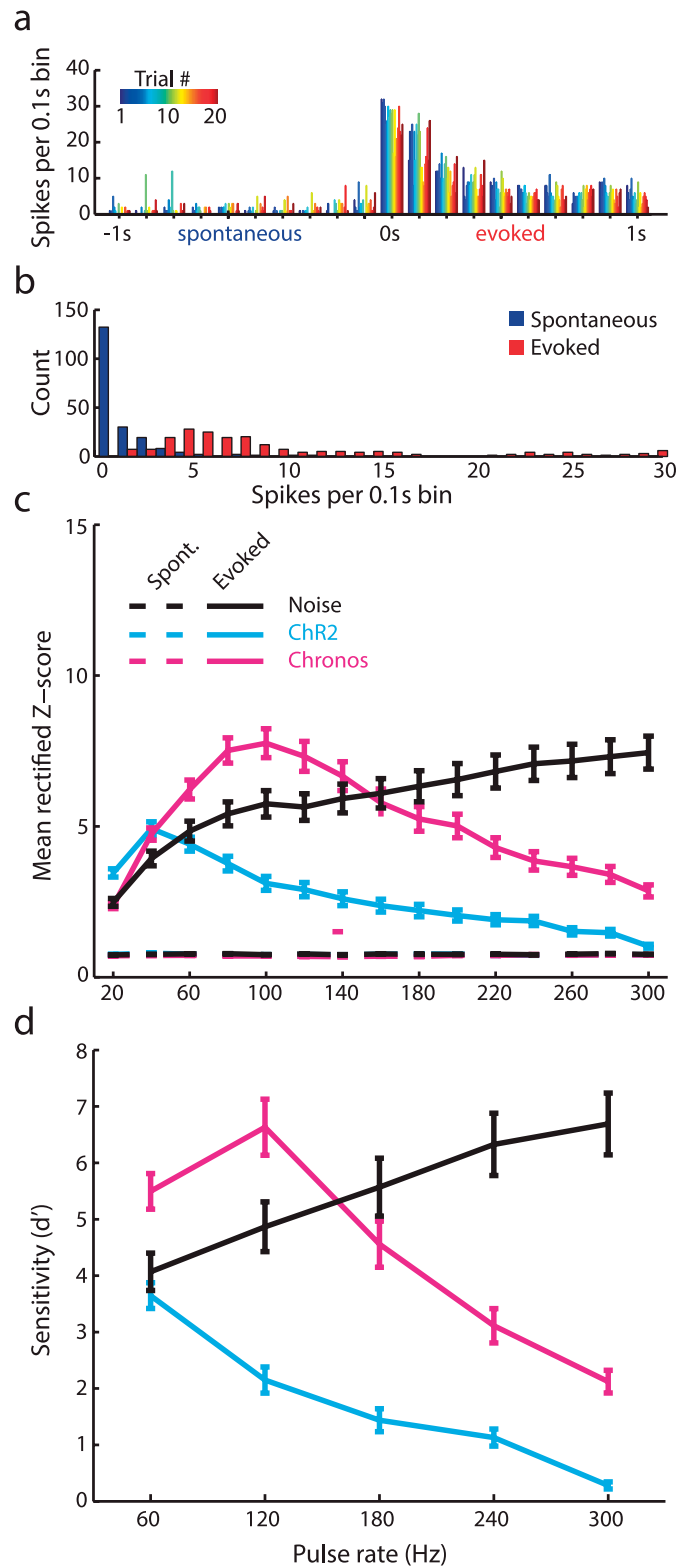 a
Spikes per 0.1s bin
40
30
20
10
0
Trial #
1 10 20
-1s spontaneous 0s evoked 1s
b
Count
150
100
50
0
Spontaneous
Evoked
0 5 10 15 20 25 30
Spikes per 0.1s bin
c
Mean rectified Z-score
15
10
5
0
Spont. Evoked
Noise
ChR2
Chronos
20 60 100 140 180 220 260 300
d
Sensitivity (d')
8
7
6
5
4
3
2
1
0
60 120 180 240 300
Pulse rate (Hz)